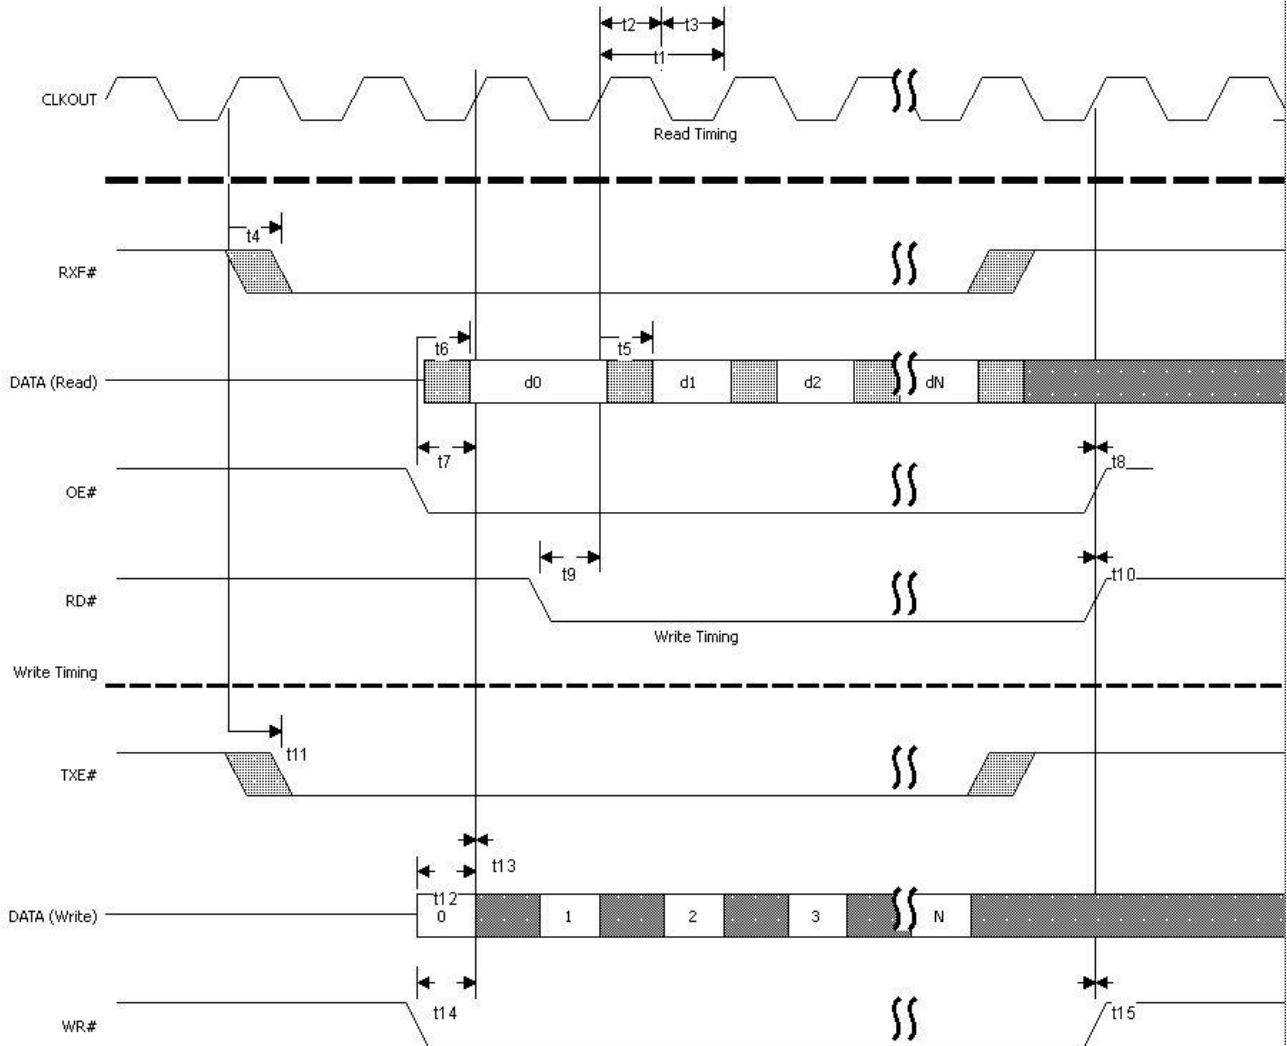 t2 t3
t1
CLKOUT
Read Timing
t4
RXF#
t6 t5
DATA (Read) d0 d1 d2 dN
t7 t8
OE#
t9 t10
RD#
Write Timing
Write Timing
t11
TXE#
t13
t12
DATA (Write) 0 1 2 3 N
t14 t15
WR#